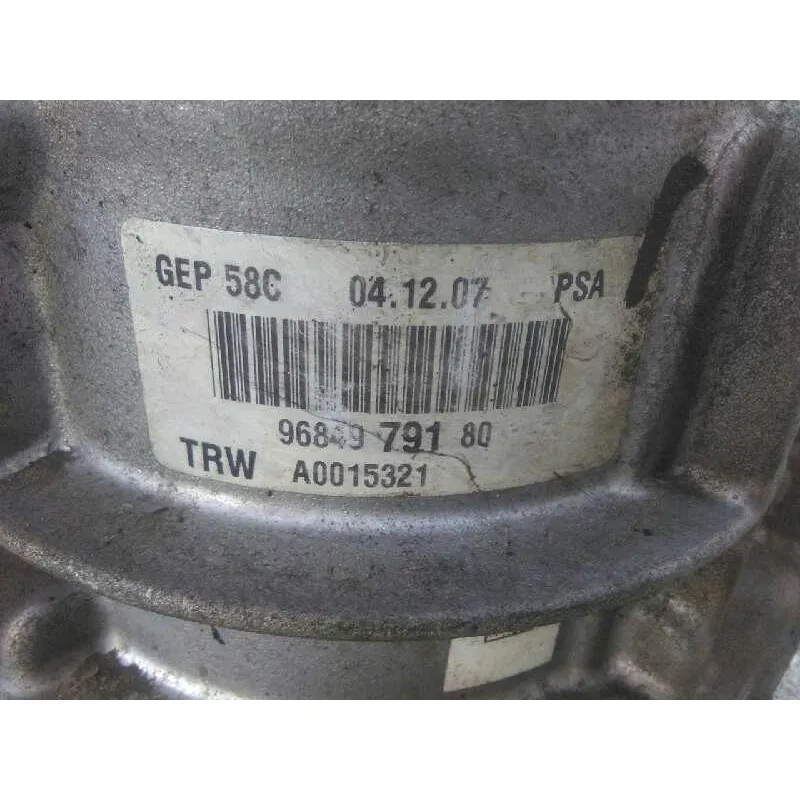 GEP 58C 04.12.07 PSA
96849 791 80
TRW A0015321